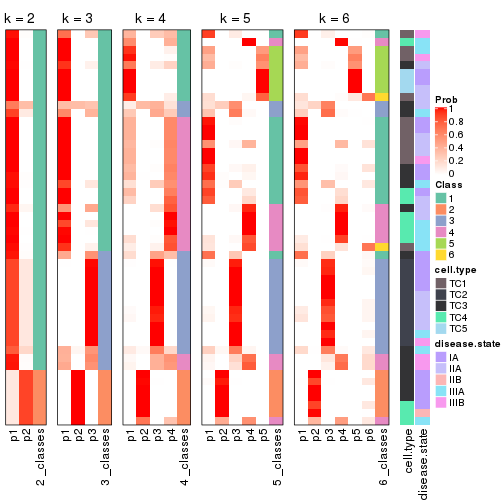 k = 2
k = 3
k = 4
k = 5
k = 6
Prob
1
0.8
0.6
0.4
0.2
0
Class
1
2
3
4
5
6
cell.type
TC1
TC2
TC3
TC4
TC5
disease.state
IA
IIA
IIB
IIIA
IIIB
p1
p2
2_classes
p1
p2
p3
3_classes
p1
p2
p3
p4
4_classes
p1
p2
p3
p4
p5
5_classes
p1
p2
p3
p4
p5
p6
6_classes
cell.type
disease.state